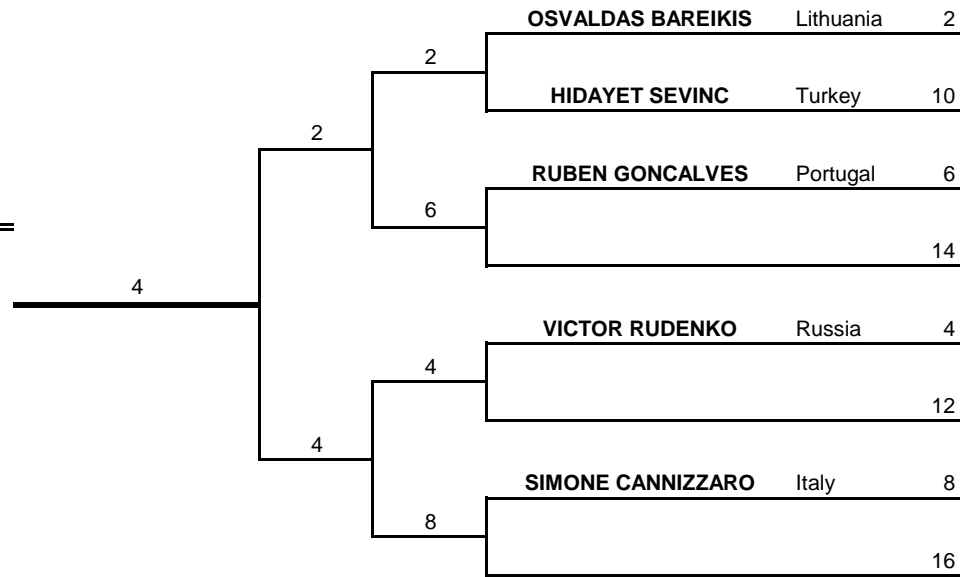 OSVALDAS BAREIKIS Lithuania 2
2
HIDAYET SEVINC Turkey 10
2
RUBEN GONCALVES Portugal 6
6
14
4
VICTOR RUDENKO Russia 4
4
12
4
SIMONE CANNIZZARO Italy 8
8
16